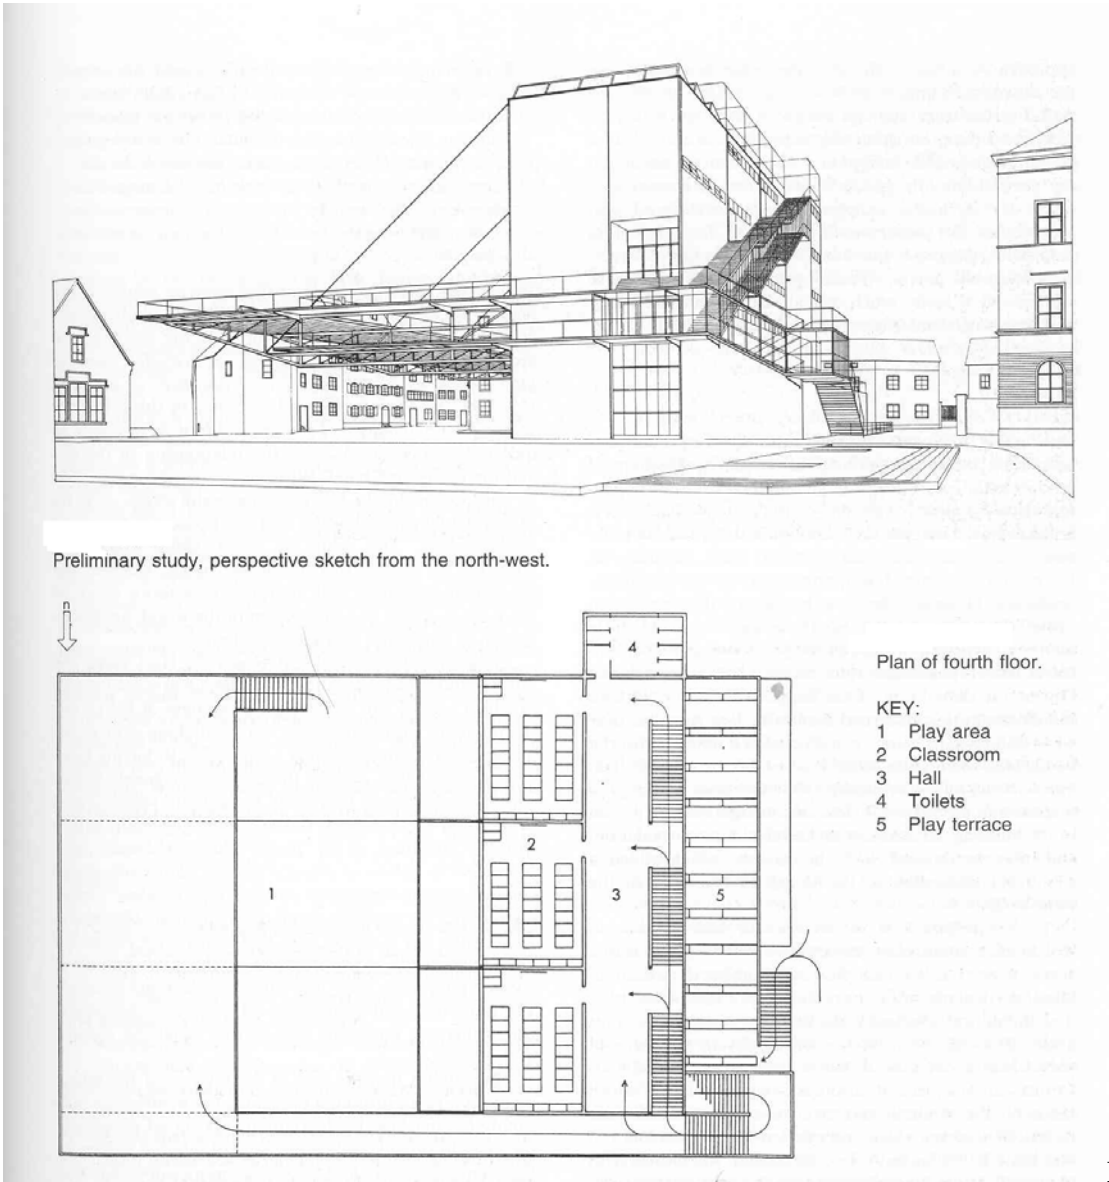 Preliminary study, perspective sketch from the north-west.
n
4
Plan of fourth floor.
KEY:
1 Play area
2 Classtoom
3 Hall
4 Toilets
5 Play terrace
2
1
3
5